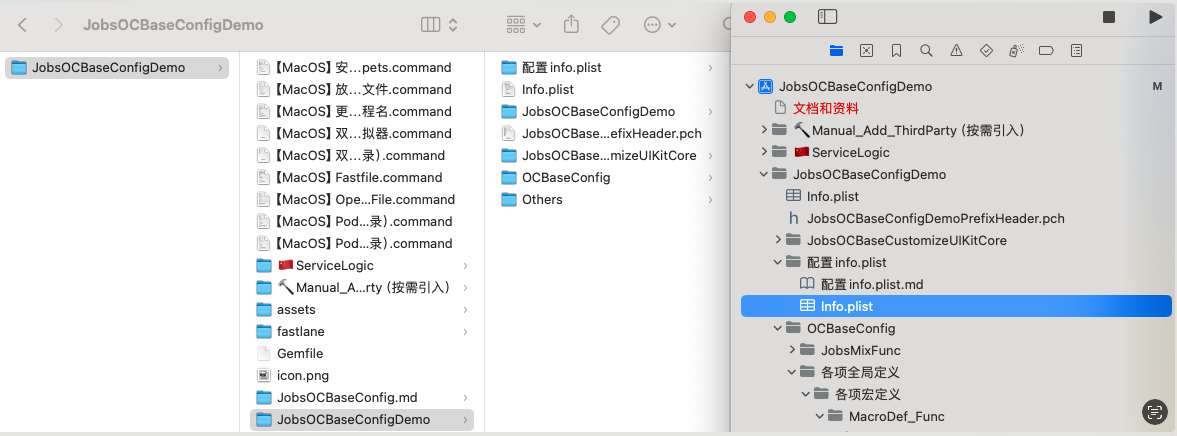 JobsOCBaseConfigDemo
JobsOCBaseConfigDemo
【MacOS】安...pets.command
【MacOS】放...文件.command
【MacOS】更...程名.command
【MacOS】双...拟器.command
【MacOS】双...录).command
【MacOS】Fastfile.command
【MacOS】Ope...File.command
【MacOS】Pod...录).command
【MacOS】Pod...录).command
ServiceLogic
Manual_A...rty (按需引入)
assets
fastlane
Gemfile
icon.png
JobsOCBaseConfig.md
JobsOCBaseConfigDemo
配置info.plist
Info.plist
JobsOCBaseConfigDemo
JobsOCBase...efixHeader.pch
JobsOCBase...mizeUIKitCore
OCBaseConfig
Others
JobsOCBaseConfigDemo M
文档和资料
Manual_Add_ThirdParty (按需引入)
ServiceLogic
JobsOCBaseConfigDemo
Info.plist
JobsOCBaseConfigDemoPrefixHeader.pch
JobsOCBaseCustomizeUIKitCore
配置info.plist
配置info.plist.md
Info.plist
OCBaseConfig
JobsMixFunc
各项全局定义
各项宏定义
MacroDef_Func